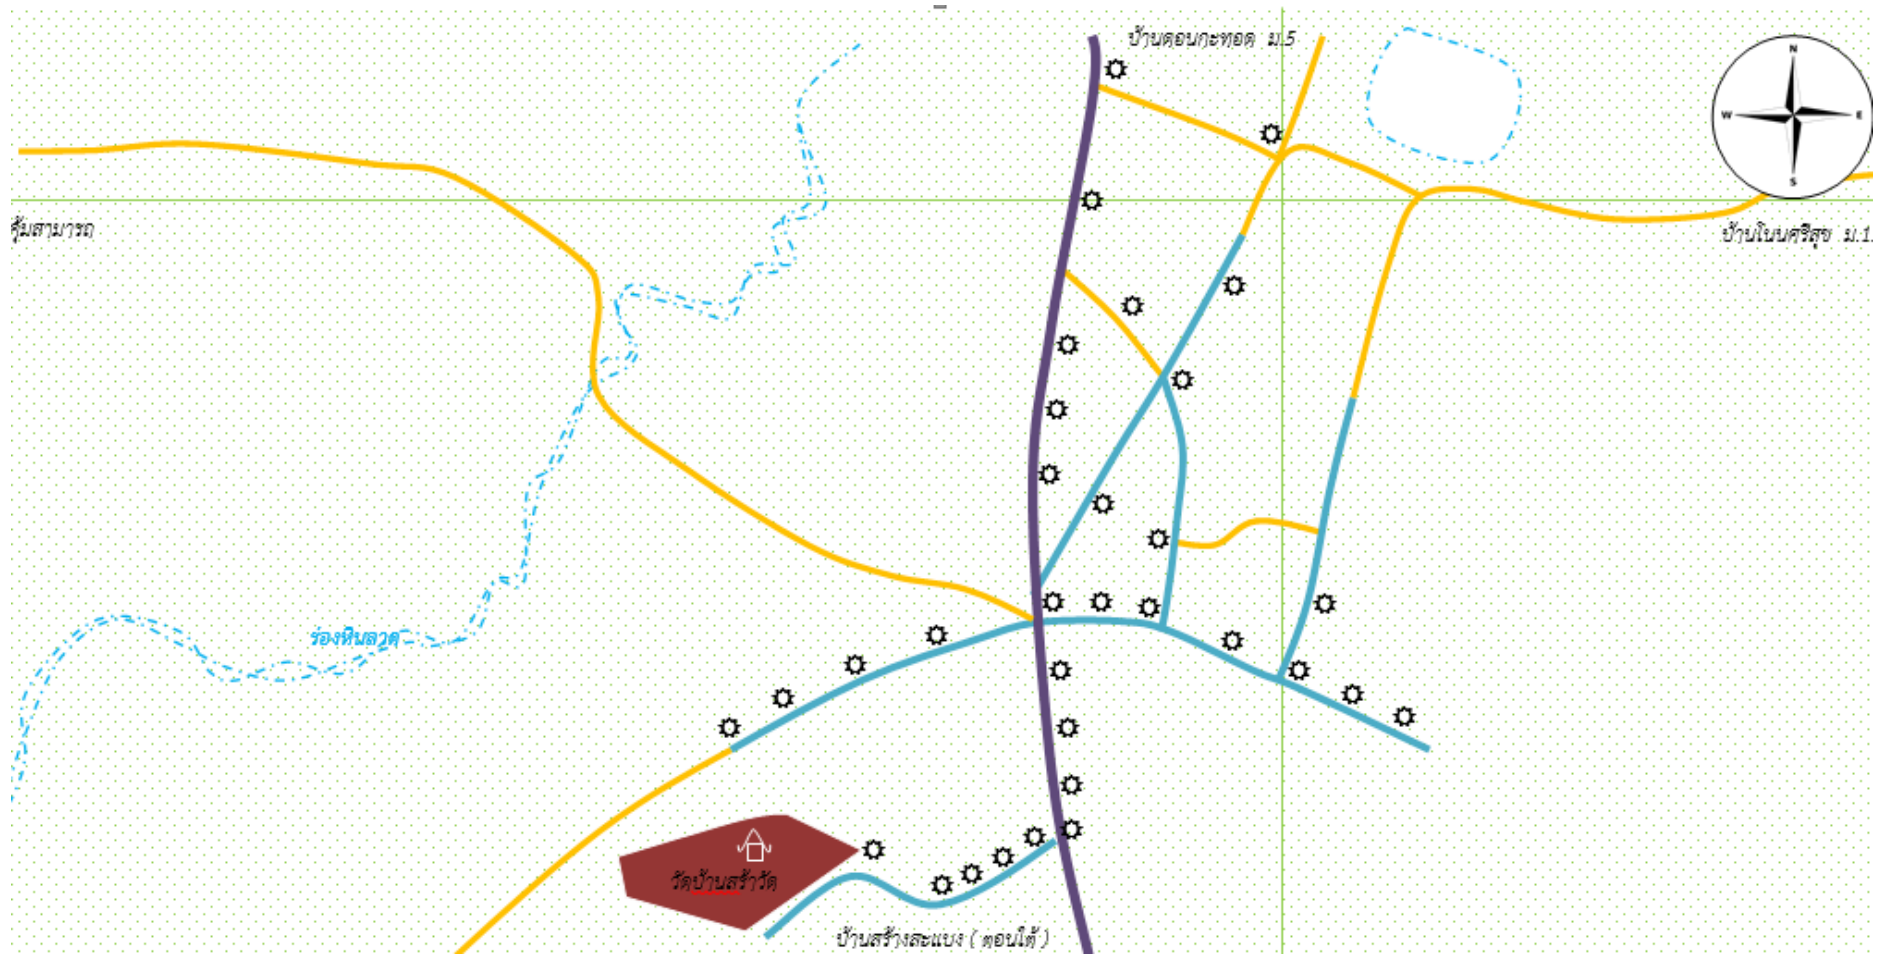 บ้านดอนกะทอด ม.5
N
W E
S
คุ้มสามารถ
บ้านโนนศรีสุข ม.1
ร่องหินลาด
วัดบ้านสร้าวัด
บ้านสร้างสะแบง ( ตอนใต้ )